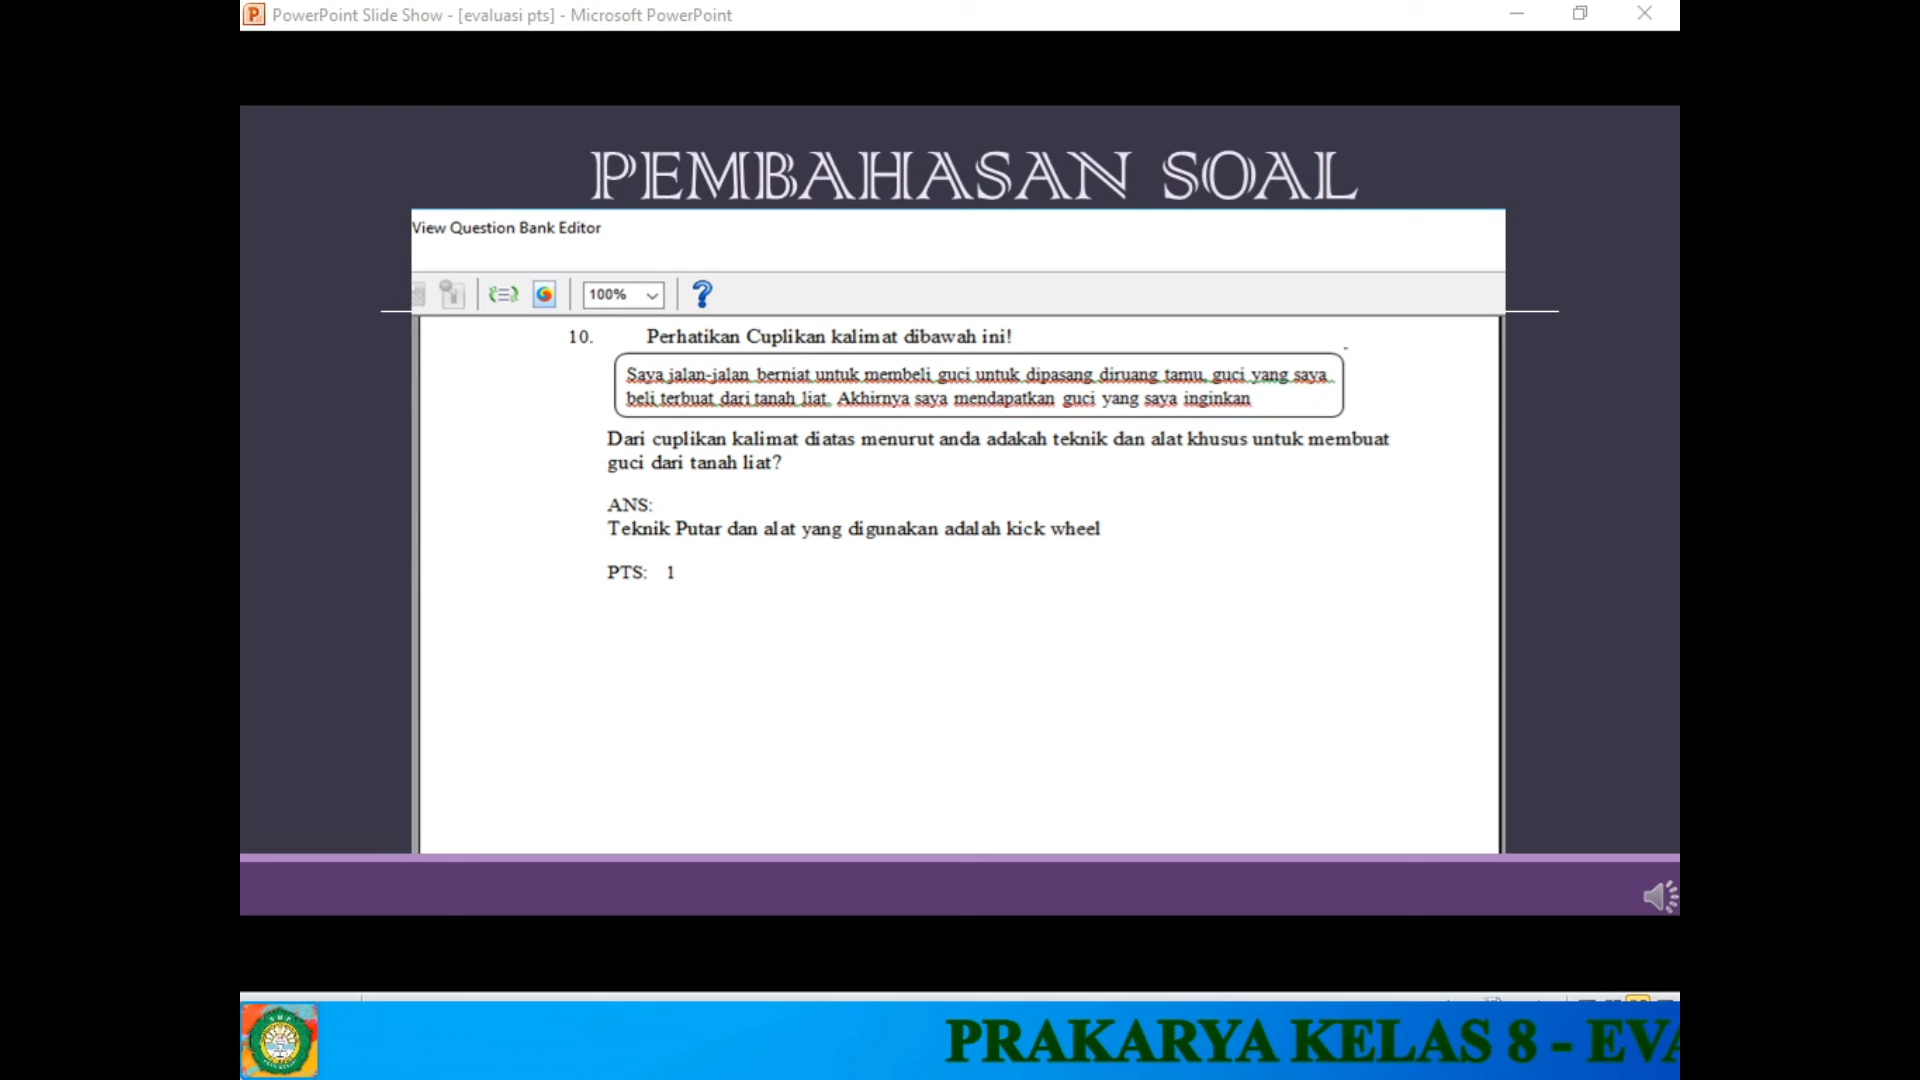 PowerPoint Slide Show - [evaluasi pts] - Microsoft PowerPoint
PEMBAHASAN SOAL
View Question Bank Editor
100%
10. Perhatikan Cuplikan kalimat dibawah ini!
Saya jalan-jalan berniat untuk membeli guci untuk dipasang diruang tamu, guci yang saya
beli terbuat dari tanah liat. Akhirnya saya mendapatkan guci yang saya inginkan
Dari cuplikan kalimat diatas menurut anda adakah teknik dan alat khusus untuk membuat
guci dari tanah liat?
ANS:
Teknik Putar dan alat yang digunakan adalah kick wheel
PTS: 1
PRAKARYA KELAS 8 - EVA